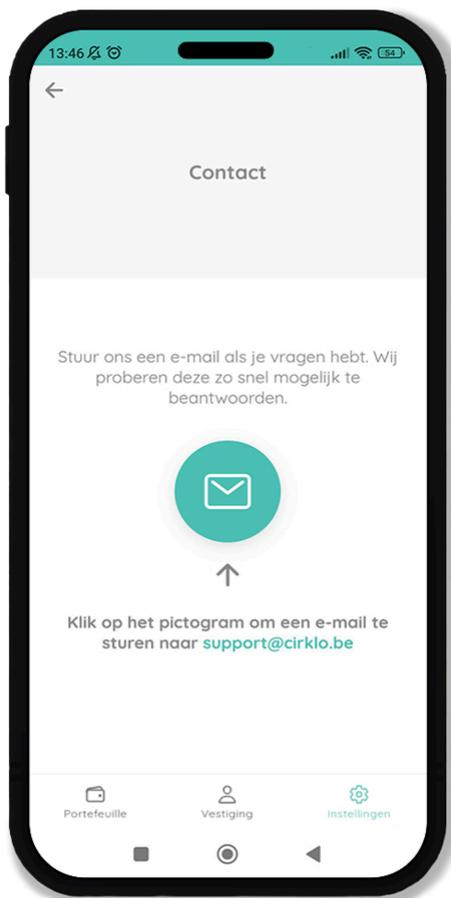 13:46
54
Contact
Stuur ons een e-mail als je vragen hebt. Wij
proberen deze zo snel mogelijk te
beantwoorden.
Klik op het pictogram om een e-mail te
sturen naar support@cirklo.be
Portefeuille
Vestiging
Instellingen